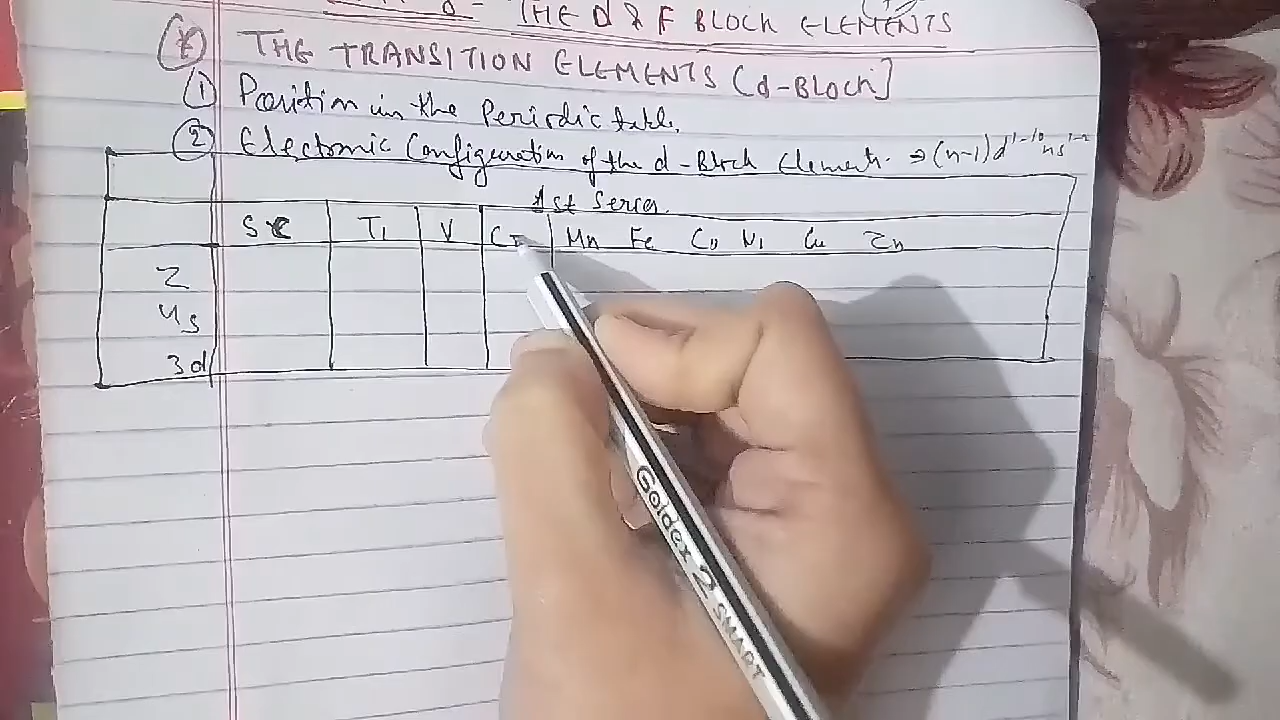 THE d & F BLOCK ELEMENTS
THE TRANSITION ELEMENTS (d-BLOCK]
① Position in the Periodic table.
② Electronic Configuration of the d-Block Elements. ⇒ (n-1)d¹⁻¹⁰ns¹⁻²
1st Series.
Sc Ti V Cr Mn Fe Co Ni Cu Zn
Z
4s
3d
Goldex 2 SMART